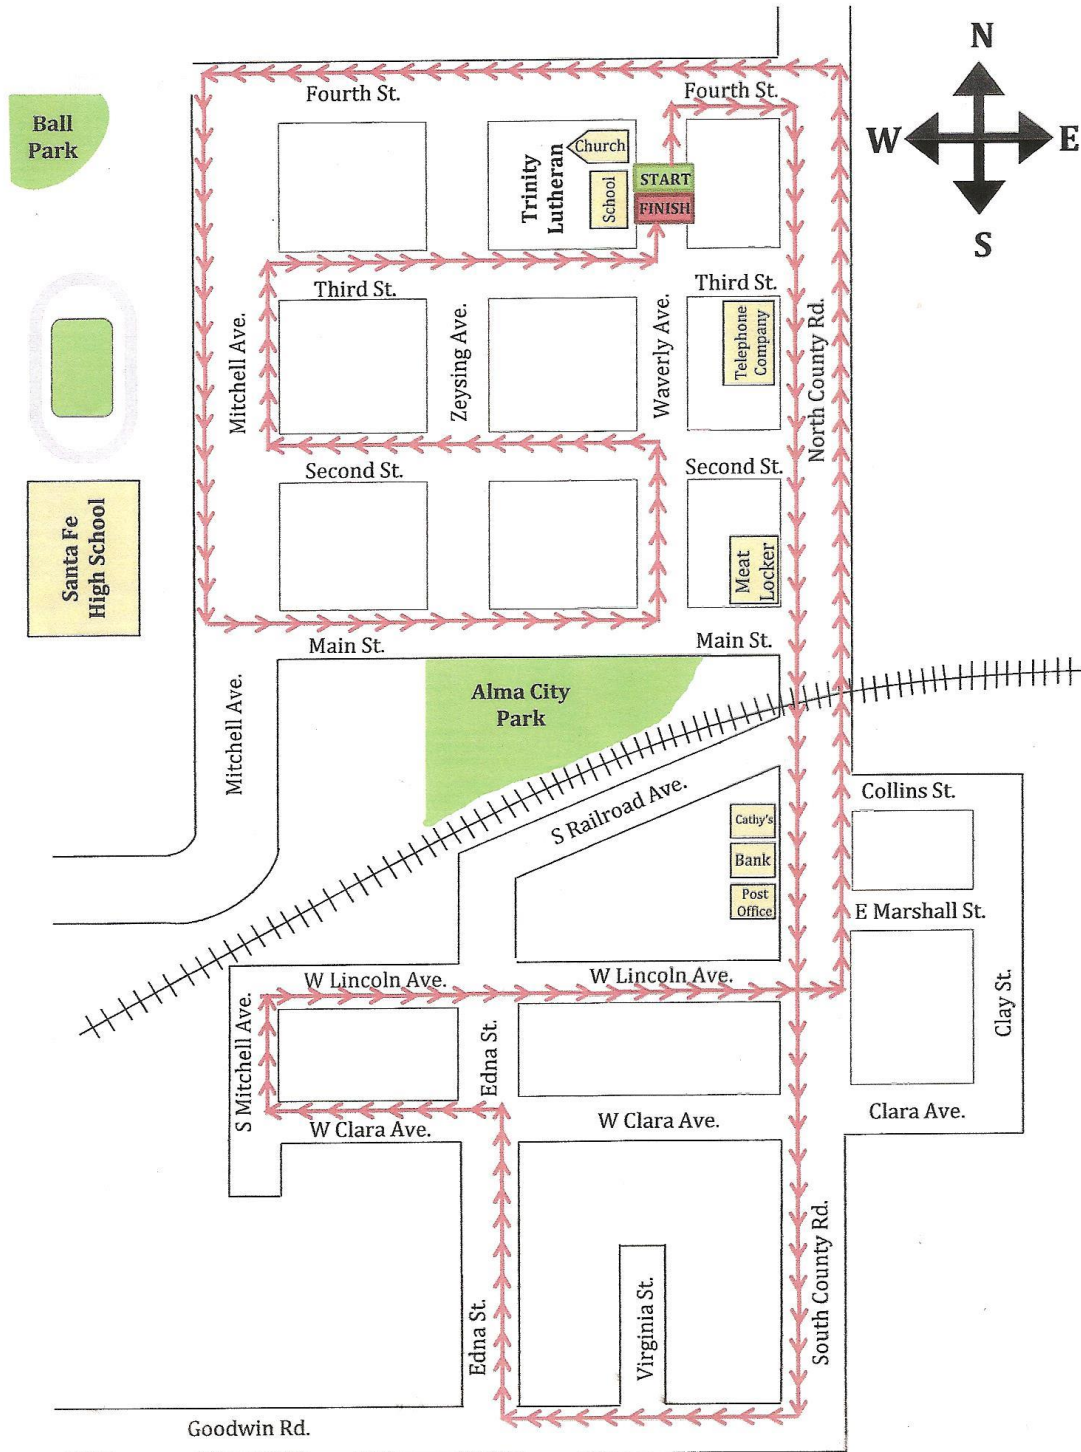 N
W
E
S
Ball
Park
Fourth St.
Fourth St.
Trinity
Lutheran
Church
School
START
FINISH
Third St.
Third St.
Mitchell Ave.
Zeysing Ave.
Waverly Ave.
Telephone
Company
North County Rd.
Second St.
Second St.
Santa Fe
High School
Meat
Locker
Main St.
Main St.
Mitchell Ave.
Alma City
Park
S Railroad Ave.
Collins St.
Cathy's
Bank
Post
Office
E Marshall St.
W Lincoln Ave.
W Lincoln Ave.
S Mitchell Ave.
Edna St.
Clay St.
W Clara Ave.
W Clara Ave.
Clara Ave.
Edna St.
Virginia St.
South County Rd.
Goodwin Rd.